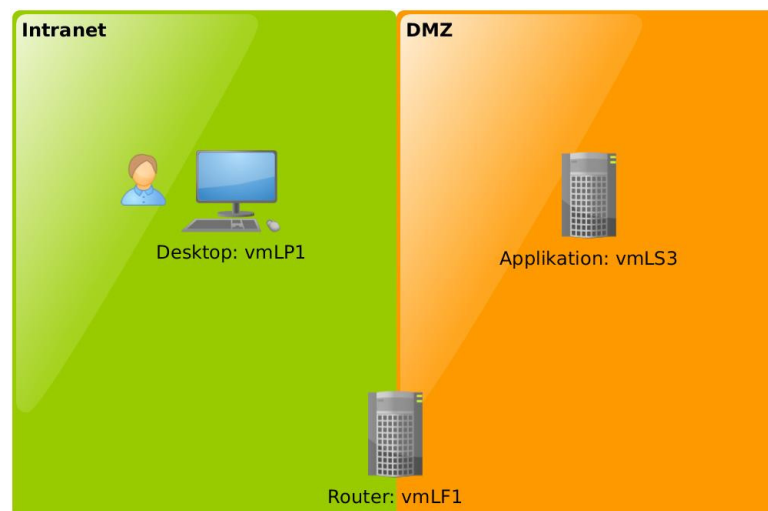 Intranet
DMZ
Desktop: vmLP1
Applikation: vmLS3
Router: vmLF1